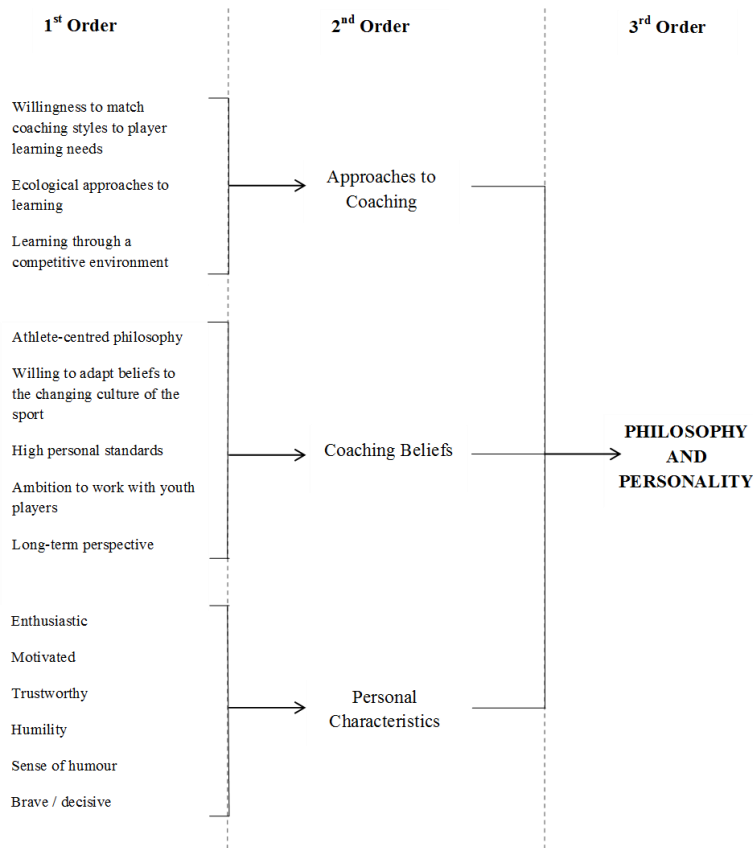 1st Order
2nd Order
3rd Order
Willingness to match
coaching styles to player
learning needs
Ecological approaches to
learning
Learning through a
competitive environment
Approaches to
Coaching
Athlete-centred philosophy
Willing to adapt beliefs to
the changing culture of the
sport
High personal standards
Ambition to work with youth
players
Long-term perspective
Coaching Beliefs
PHILOSOPHY
AND
PERSONALITY
Enthusiastic
Motivated
Trustworthy
Humility
Sense of humour
Brave / decisive
Personal
Characteristics